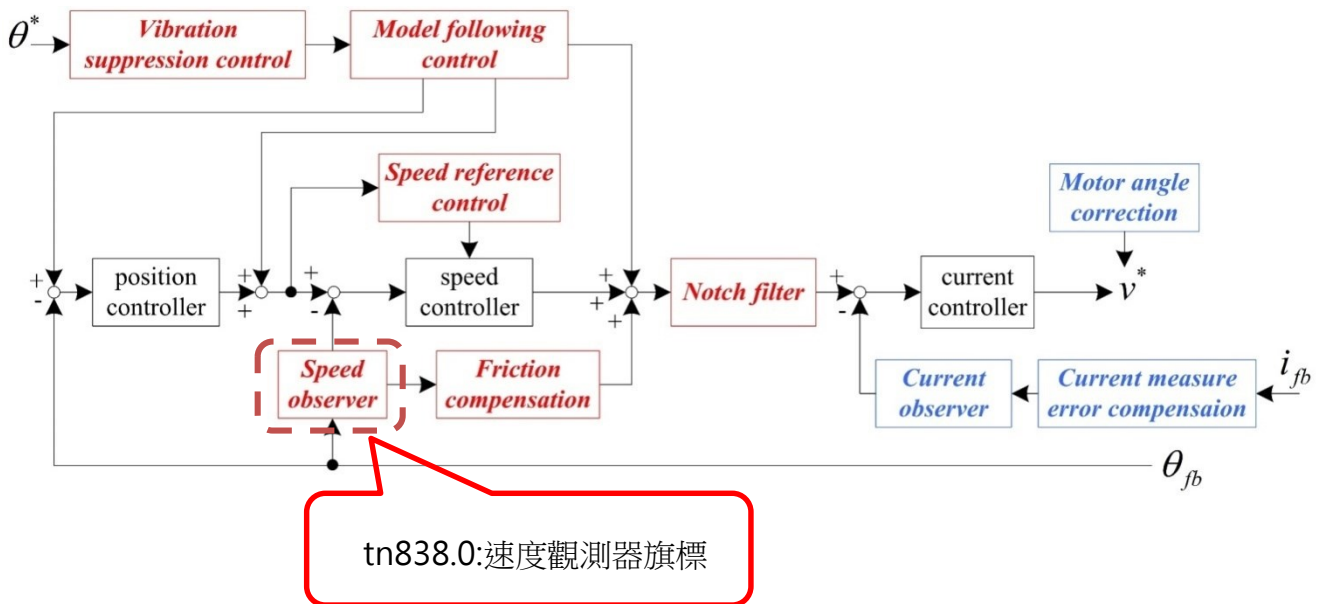 θ*
Vibration
suppression control
Model following
control
Speed reference
control
Motor angle
correction
+
-
position
controller
+
+
+
-
speed
controller
+
+
+
Notch filter
+
-
current
controller
v*
Speed
observer
Friction
compensation
Current
observer
Current measure
error compensaion
i fb
θ fb
tn838.0:速度觀測器旗標